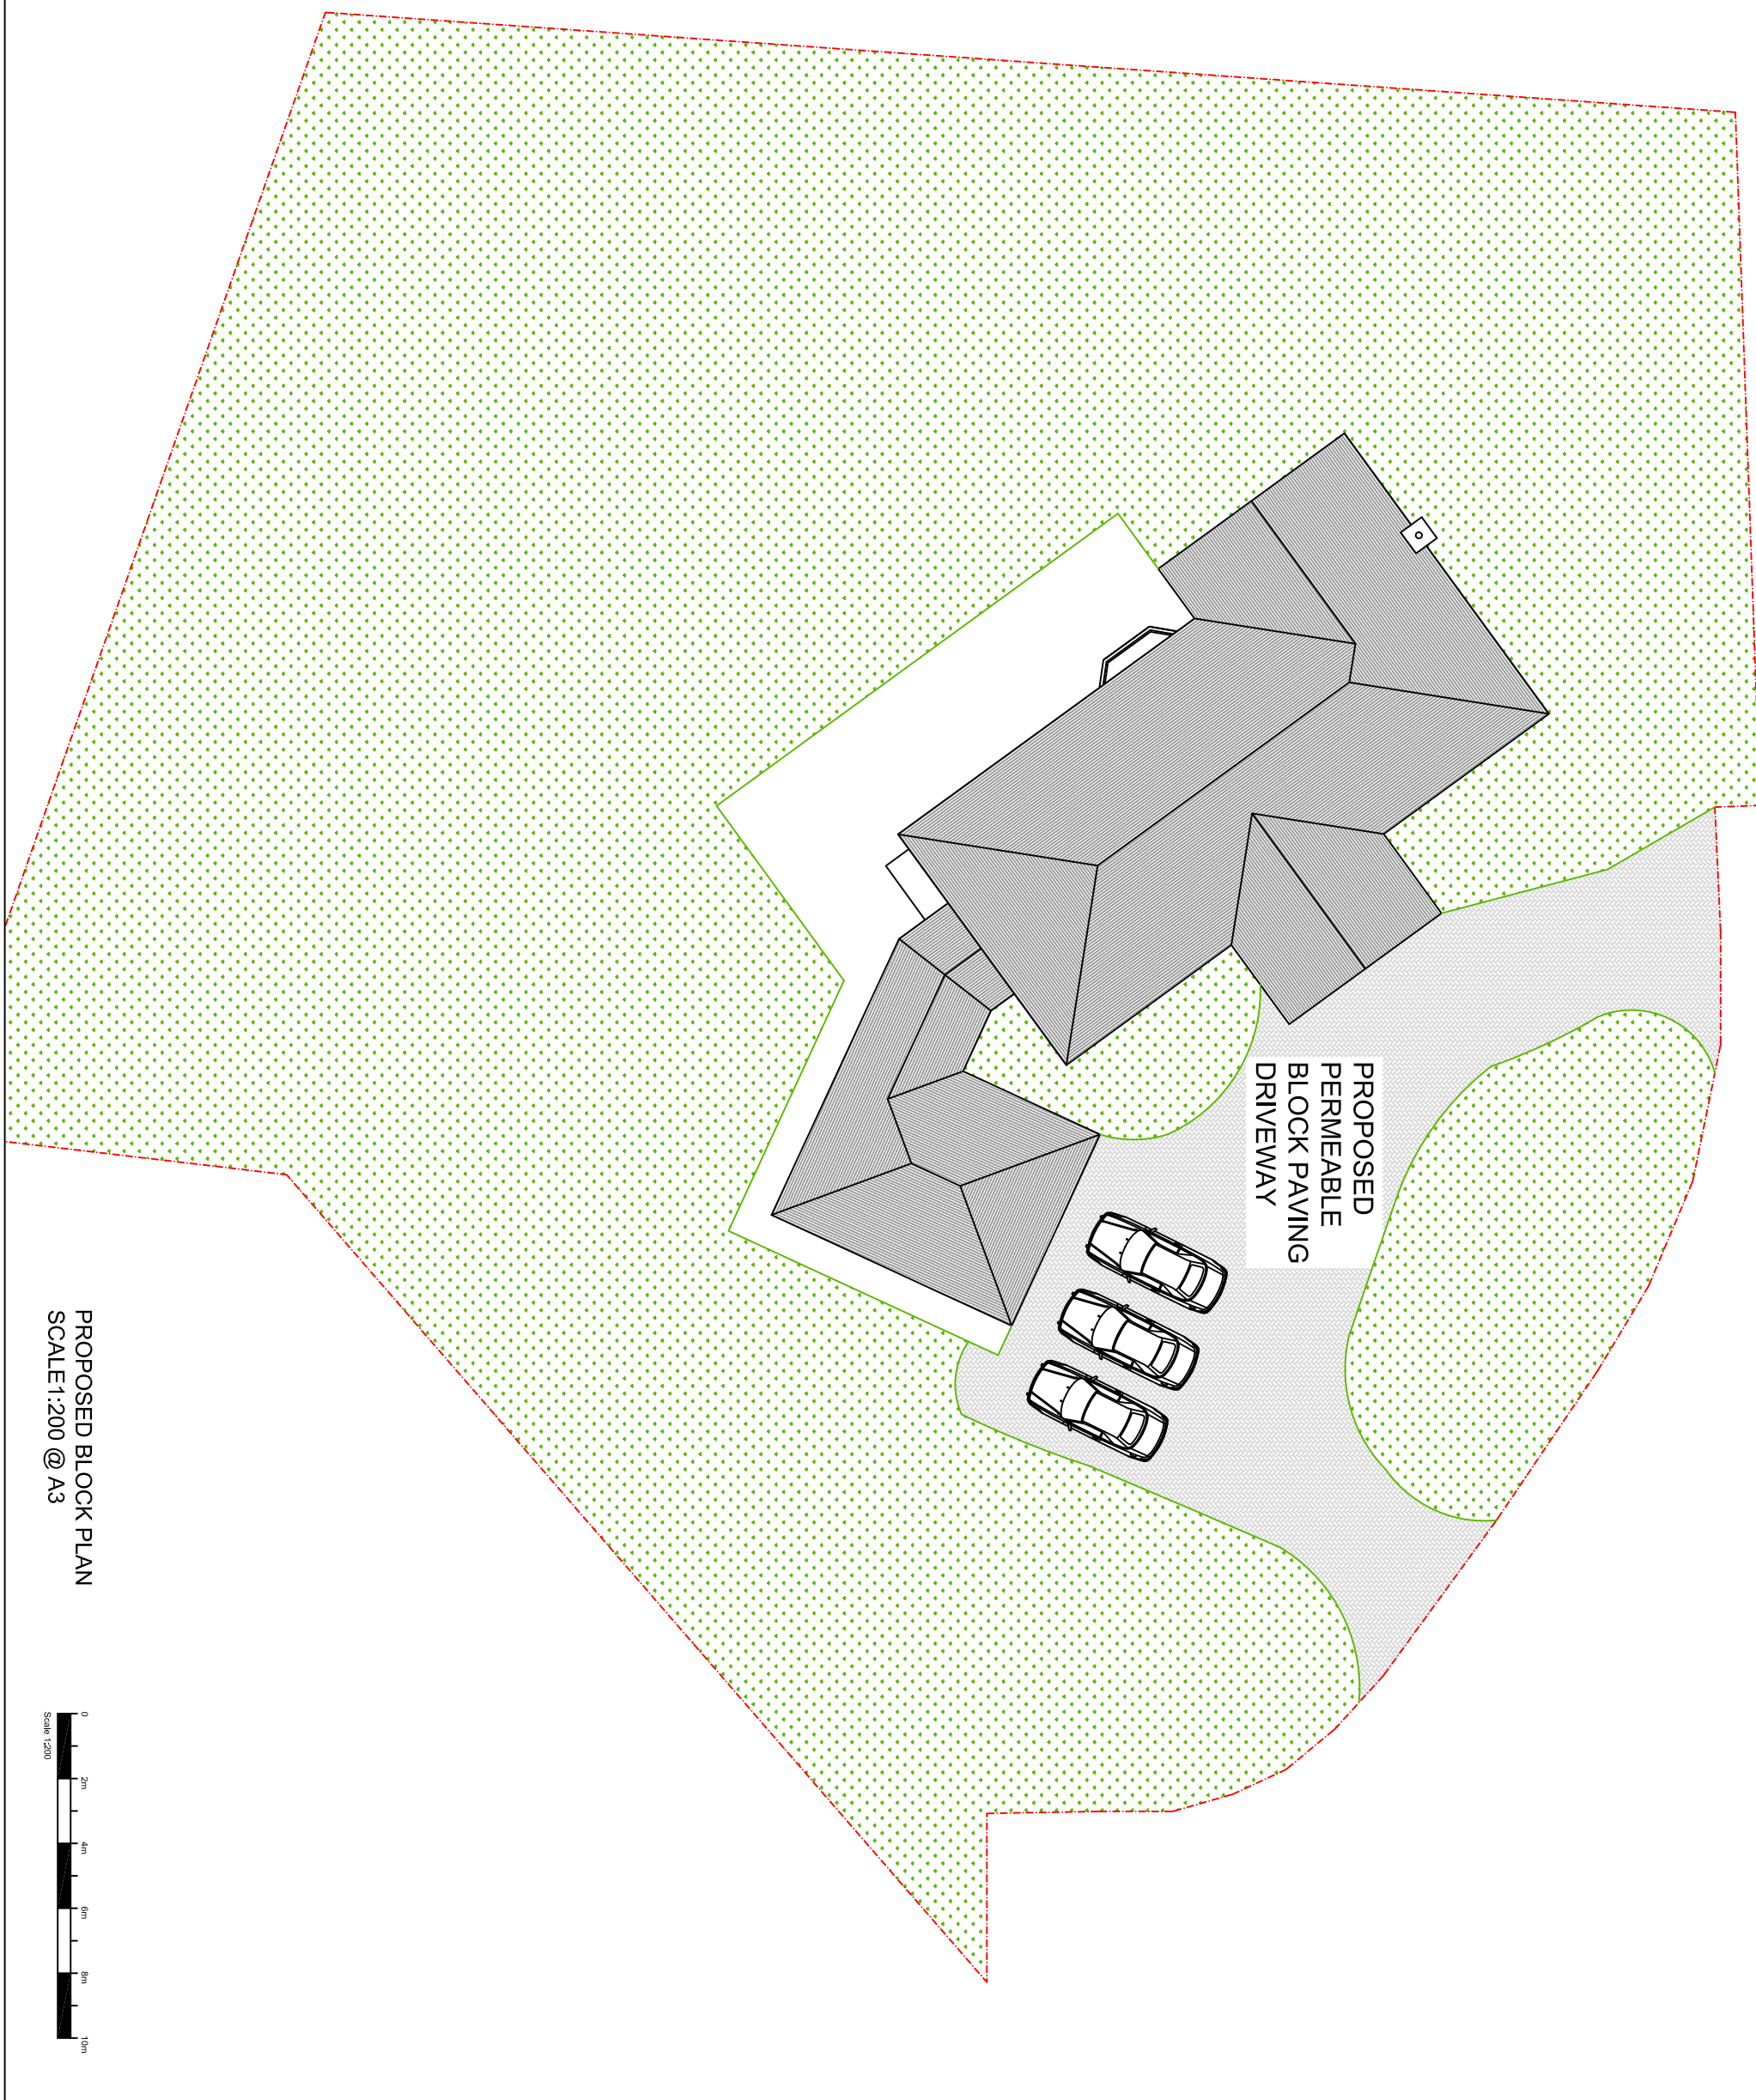 PROPOSED
PERMEABLE
BLOCK PAVING
DRIVEWAY
PROPOSED BLOCK PLAN
SCALE1:200 @ A3
0 2m 4m 6m 8m 10m
Scale 1:200